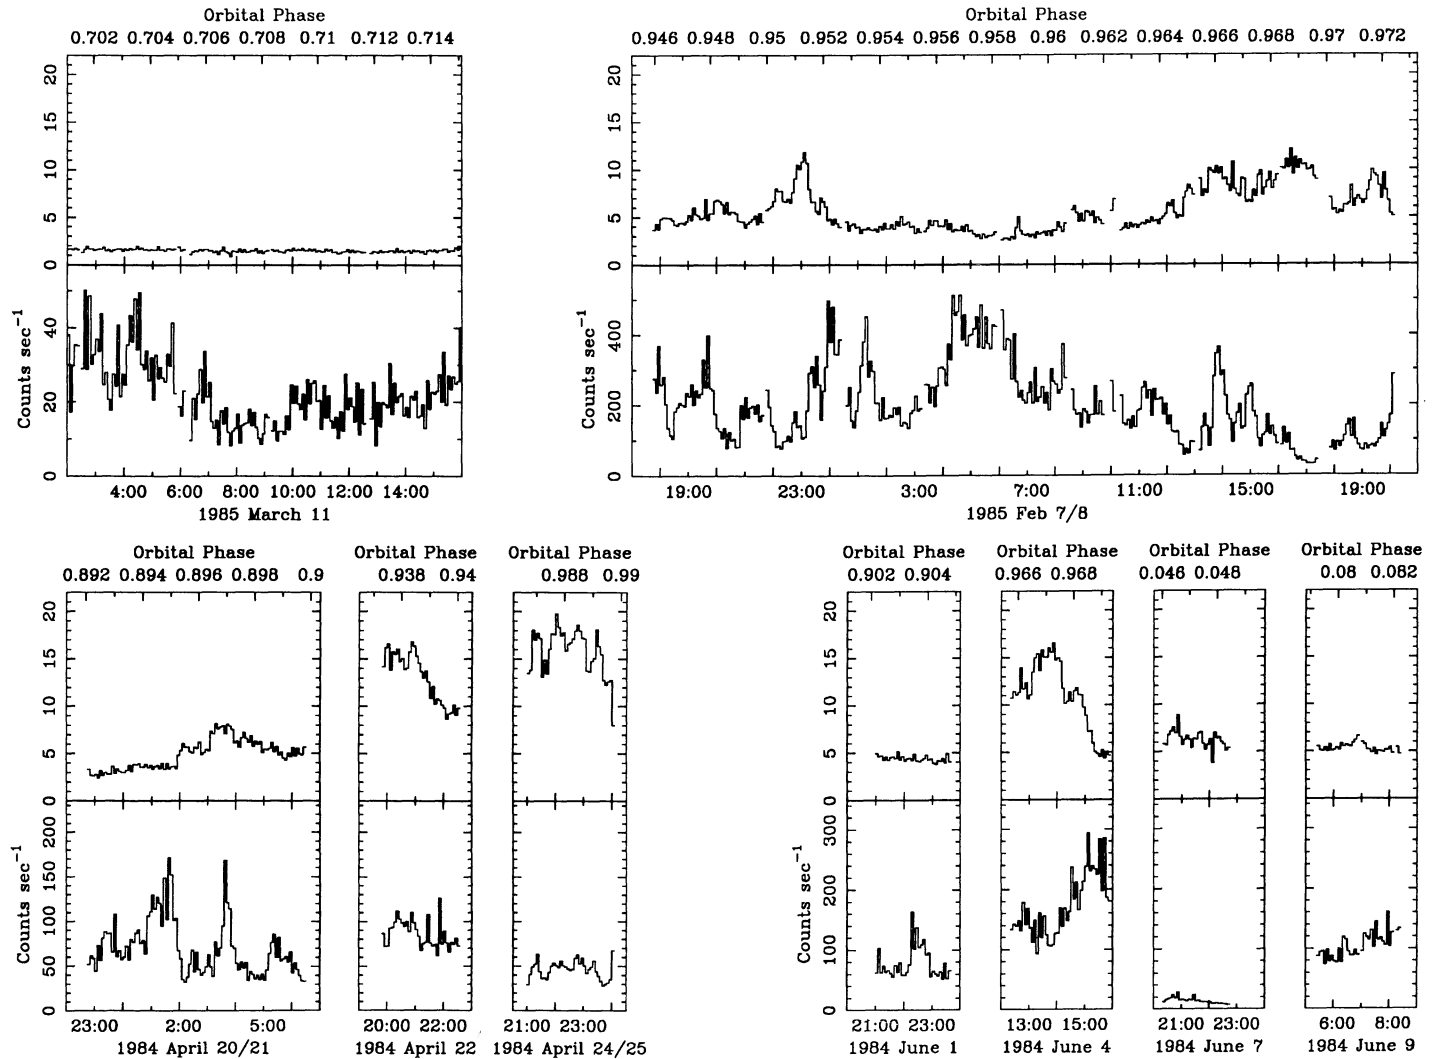 Orbital Phase
0.702 0.704 0.706 0.708 0.71 0.712 0.714
20
15
10
5
0
Counts sec⁻¹
40
20
0
4:00 6:00 8:00 10:00 12:00 14:00
1985 March 11
Orbital Phase
0.946 0.948 0.95 0.952 0.954 0.956 0.958 0.96 0.962 0.964 0.966 0.968 0.97 0.972
20
15
10
5
0
Counts sec⁻¹
400
200
0
19:00 23:00 3:00 7:00 11:00 15:00 19:00
1985 Feb 7/8
Orbital Phase
0.892 0.894 0.896 0.898 0.9
20
15
10
5
0
Counts sec⁻¹
200
150
100
50
0
23:00 2:00 5:00
1984 April 20/21
Orbital Phase
0.938 0.94
20:00 22:00
1984 April 22
Orbital Phase
0.988 0.99
21:00 23:00
1984 April 24/25
Orbital Phase
0.902 0.904
20
15
10
5
0
Counts sec⁻¹
300
200
100
0
21:00 23:00
1984 June 1
Orbital Phase
0.966 0.968
13:00 15:00
1984 June 4
Orbital Phase
0.046 0.048
21:00 23:00
1984 June 7
Orbital Phase
0.08 0.082
6:00 8:00
1984 June 9